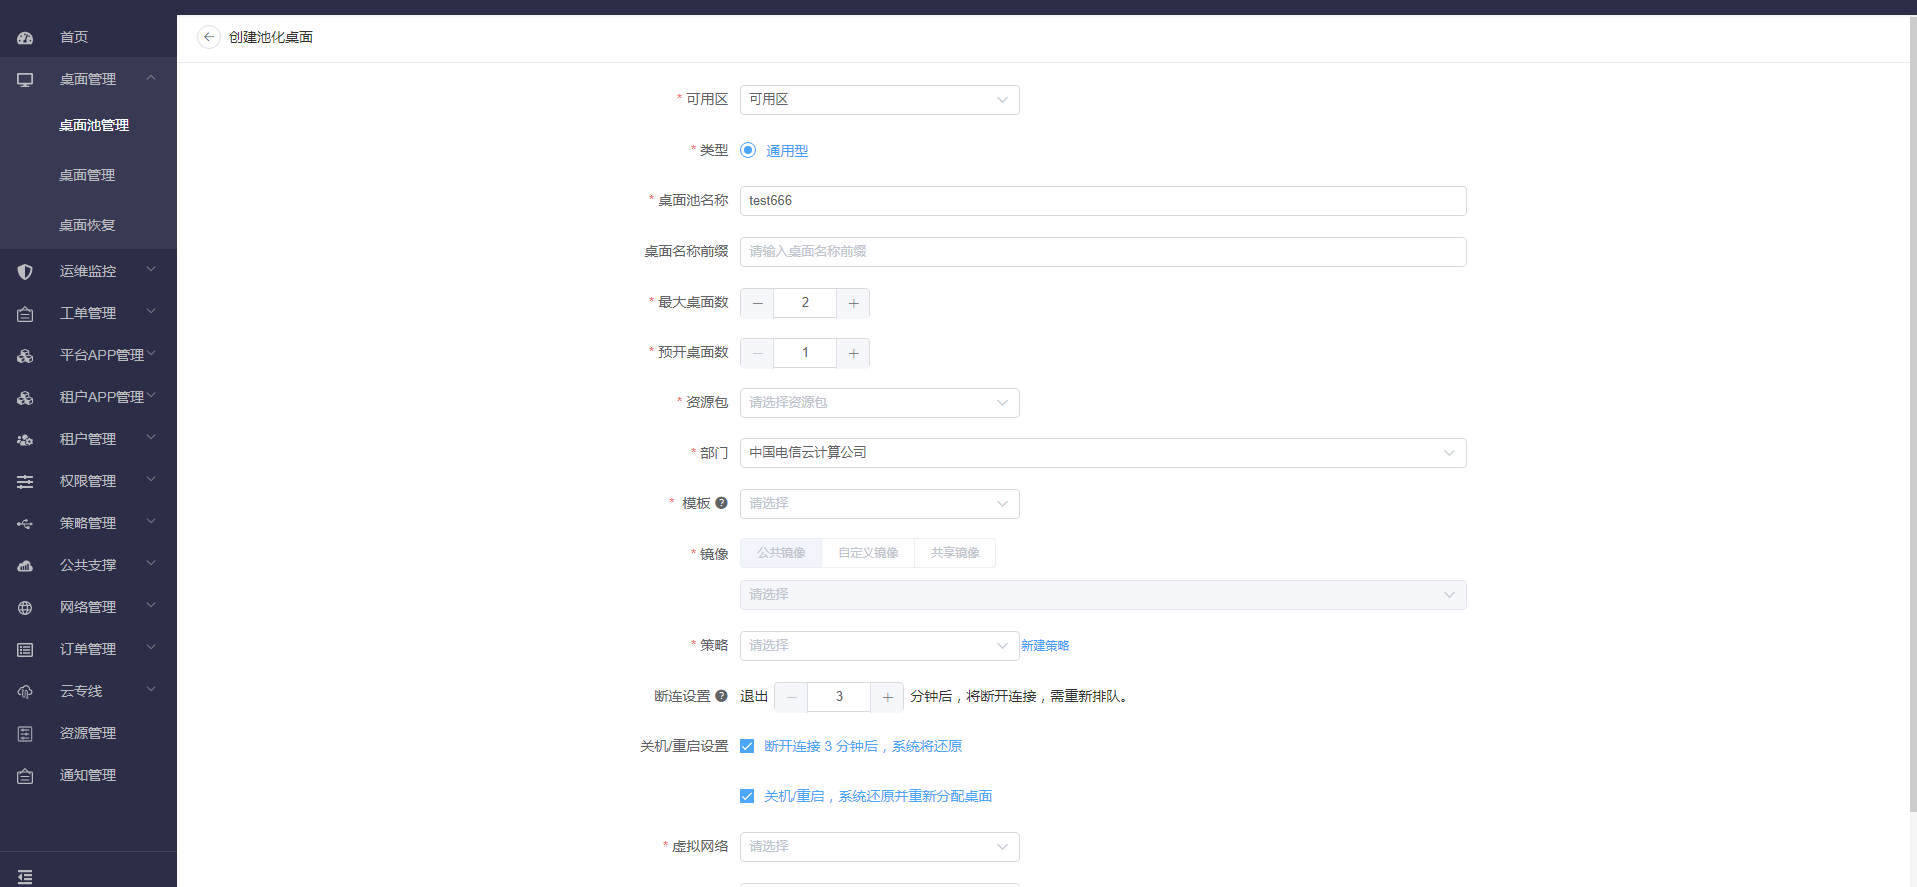 首页
桌面管理
桌面池管理
桌面管理
桌面恢复
运维监控
工单管理
平台APP管理
租户APP管理
租户管理
权限管理
策略管理
公共支撑
网络管理
订单管理
云专线
资源管理
通知管理
创建池化桌面
* 可用区 可用区
* 类型 通用型
* 桌面池名称 test666
桌面名称前缀 请输入桌面名称前缀
* 最大桌面数 − 2 +
* 预开桌面数 − 1 +
* 资源包 请选择资源包
* 部门 中国电信云计算公司
* 模板 请选择
* 镜像 公共镜像 自定义镜像 共享镜像
请选择
* 策略 请选择 新建策略
断连设置 退出 − 3 + 分钟后，将断开连接，需重新排队。
关机/重启设置 断开连接 3 分钟后，系统将还原
关机/重启，系统还原并重新分配桌面
* 虚拟网络 请选择